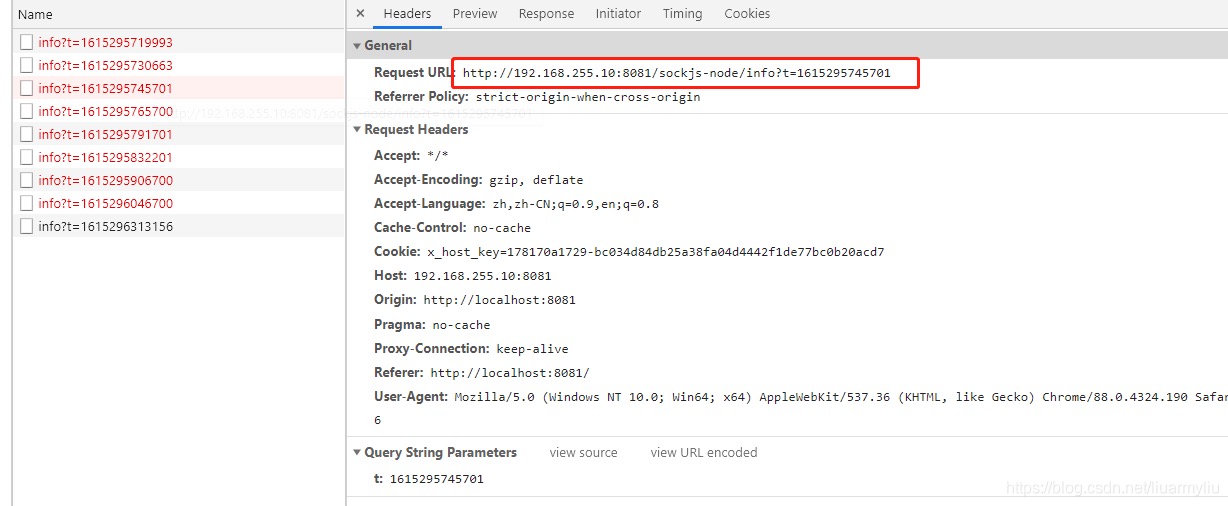 Name
info?t=1615295719993
info?t=1615295730663
info?t=1615295745701
info?t=1615295765700
info?t=1615295791701
info?t=1615295832201
info?t=1615295906700
info?t=1615296046700
info?t=1615296313156
× Headers Preview Response Initiator Timing Cookies
General
Request URL: http://192.168.255.10:8081/sockjs-node/info?t=1615295745701
Referrer Policy: strict-origin-when-cross-origin
Request Headers
Accept: */*
Accept-Encoding: gzip, deflate
Accept-Language: zh,zh-CN;q=0.9,en;q=0.8
Cache-Control: no-cache
Cookie: x_host_key=178170a1729-bc034d84db25a38fa04d4442f1de77bc0b20acd7
Host: 192.168.255.10:8081
Origin: http://localhost:8081
Pragma: no-cache
Proxy-Connection: keep-alive
Referer: http://localhost:8081/
User-Agent: Mozilla/5.0 (Windows NT 10.0; Win64; x64) AppleWebKit/537.36 (KHTML, like Gecko) Chrome/88.0.4324.190 Safar
6
Query String Parameters view source view URL encoded
t: 1615295745701
https://blog.csdn.net/liuarmyliu